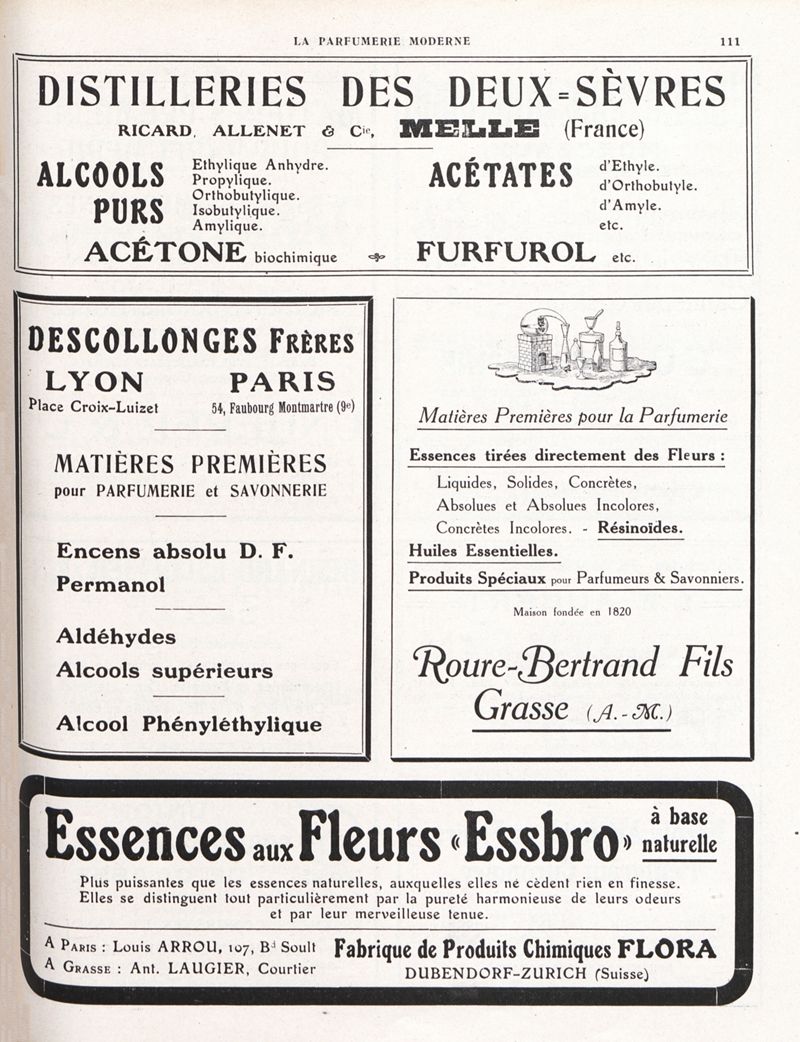 LA PARFUMERIE MODERNE 111
DISTILLERIES DES DEUX=SÈVRES
RICARD, ALLENET & Cie, MELLE (France)
ALCOOLS PURS
Ethylique Anhydre.
Propylique.
Orthobutylique.
Isobutylique.
Amylique.
ACÉTATES
d'Ethyle.
d'Orthobutyle.
d'Amyle.
etc.
ACÉTONE biochimique FURFUROL etc.
DESCOLLONGES FRÈRES
LYON PARIS
Place Croix-Luizet 54, Faubourg Montmartre (9e)
MATIÈRES PREMIÈRES
pour PARFUMERIE et SAVONNERIE
Encens absolu D. F.
Permanol
Aldéhydes
Alcools supérieurs
Alcool Phényléthylique
Matières Premières pour la Parfumerie
Essences tirées directement des Fleurs :
Liquides, Solides, Concrètes,
Absolues et Absolues Incolores,
Concrètes Incolores. - Résinoïdes.
Huiles Essentielles.
Produits Spéciaux pour Parfumeurs & Savonniers.
Maison fondée en 1820
Roure-Bertrand Fils
Grasse (A.-M.)
Essences aux Fleurs « Essbro » à base naturelle
Plus puissantes que les essences naturelles, auxquelles elles ne cèdent rien en finesse.
Elles se distinguent tout particulièrement par la pureté harmonieuse de leurs odeurs
et par leur merveilleuse tenue.
A PARIS : Louis ARROU, 107, Bd Soult
A GRASSE : Ant. LAUGIER, Courtier
Fabrique de Produits Chimiques FLORA
DUBENDORF-ZURICH (Suisse)